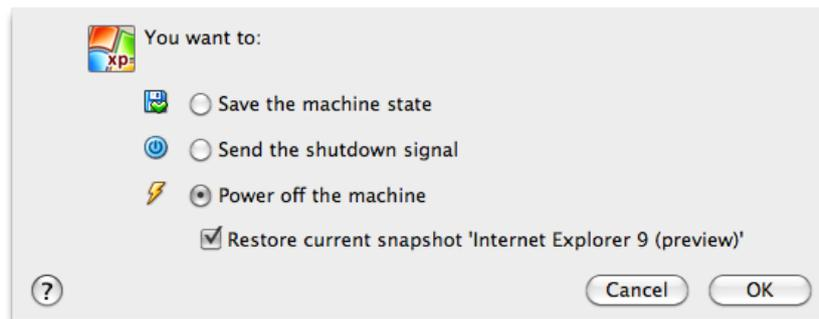 You want to:
xp
Save the machine state
Send the shutdown signal
Power off the machine
Restore current snapshot 'Internet Explorer 9 (preview)'
?
Cancel
OK